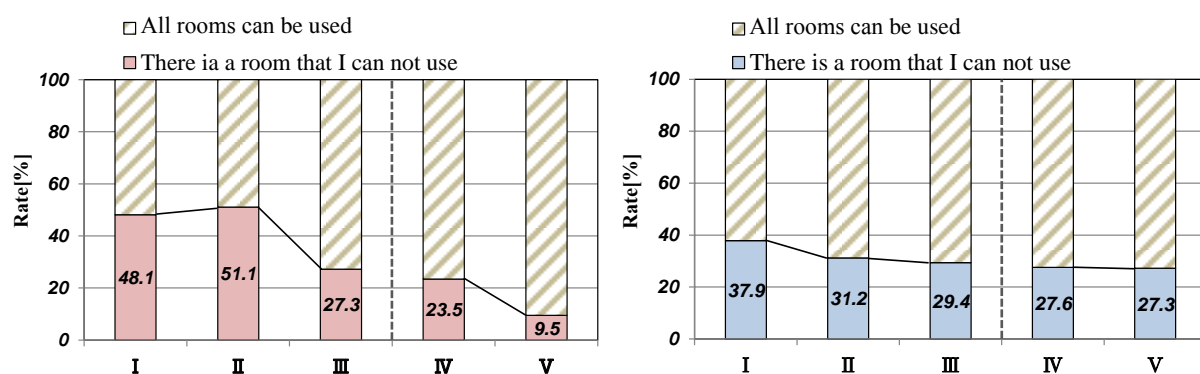 All rooms can be used
There ia a room that I can not use
100
80
60
40
20
0
Rate[%]
48.1
51.1
27.3
23.5
9.5
I
II
III
IV
V
All rooms can be used
There is a room that I can not use
100
80
60
40
20
0
Rate[%]
37.9
31.2
29.4
27.6
27.3
I
II
III
IV
V